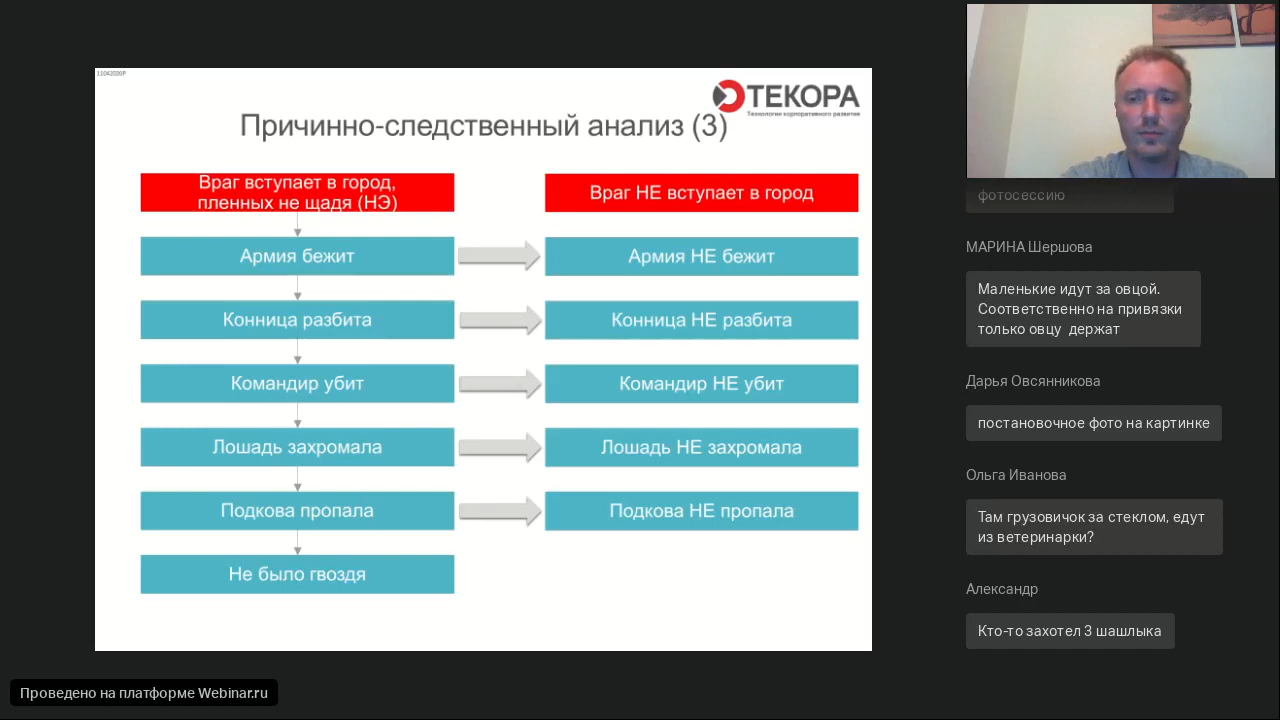 11042020Р
ТЕКОРА
Технологии корпоративного развития
Причинно-следственный анализ (3)
Враг вступает в город,
пленных не щадя (НЭ)
Враг НЕ вступает в город
Армия бежит
Армия НЕ бежит
Конница разбита
Конница НЕ разбита
Командир убит
Командир НЕ убит
Лошадь захромала
Лошадь НЕ захромала
Подкова пропала
Подкова НЕ пропала
Не было гвоздя
фотосессию
МАРИНА Шершова
Маленькие идут за овцой.
Соответственно на привязки
только овцу держат
Дарья Овсянникова
постановочное фото на картинке
Ольга Иванова
Там грузовичок за стеклом, едут
из ветеринарки?
Александр
Кто-то захотел 3 шашлыка
Проведено на платформе Webinar.ru